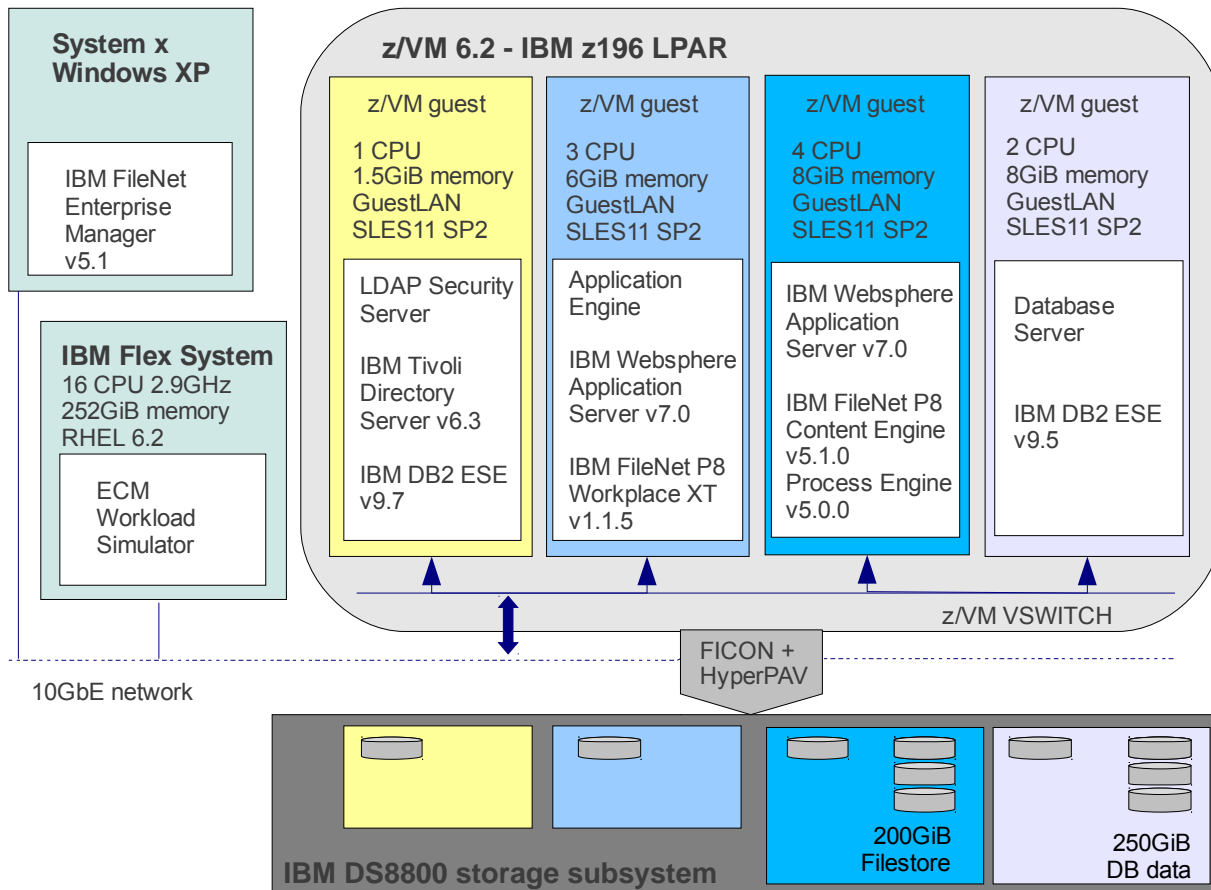 System x
Windows XP
IBM FileNet
Enterprise
Manager
v5.1
IBM Flex System
16 CPU 2.9GHz
252GiB memory
RHEL 6.2
ECM
Workload
Simulator
z/VM 6.2 - IBM z196 LPAR
z/VM guest
1 CPU
1.5GiB memory
GuestLAN
SLES11 SP2
LDAP Security
Server
IBM Tivoli
Directory
Server v6.3
IBM DB2 ESE
v9.7
z/VM guest
3 CPU
6GiB memory
GuestLAN
SLES11 SP2
Application
Engine
IBM Websphere
Application
Server v7.0
IBM FileNet P8
Workplace XT
v1.1.5
z/VM guest
4 CPU
8GiB memory
GuestLAN
SLES11 SP2
IBM Websphere
Application
Server v7.0
IBM FileNet P8
Content Engine
v5.1.0
Process Engine
v5.0.0
z/VM guest
2 CPU
8GiB memory
GuestLAN
SLES11 SP2
Database
Server
IBM DB2 ESE
v9.5
z/VM VSWITCH
FICON +
HyperPAV
10GbE network
200GiB
Filestore
250GiB
DB data
IBM DS8800 storage subsystem